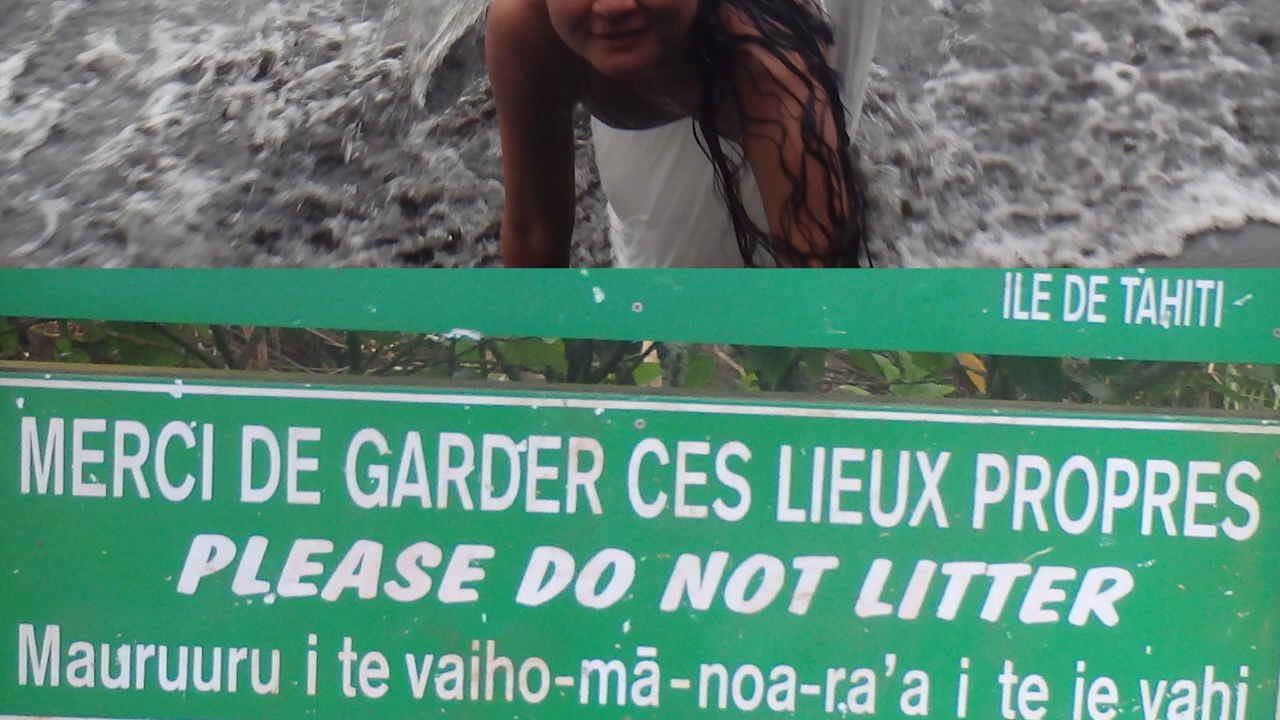 ILE DE TAHITI
MERCI DE GARDER CES LIEUX PROPRES
PLEASE DO NOT LITTER
Mauruuru i te vaiho-mā-noa-ra'a i te ie vahi